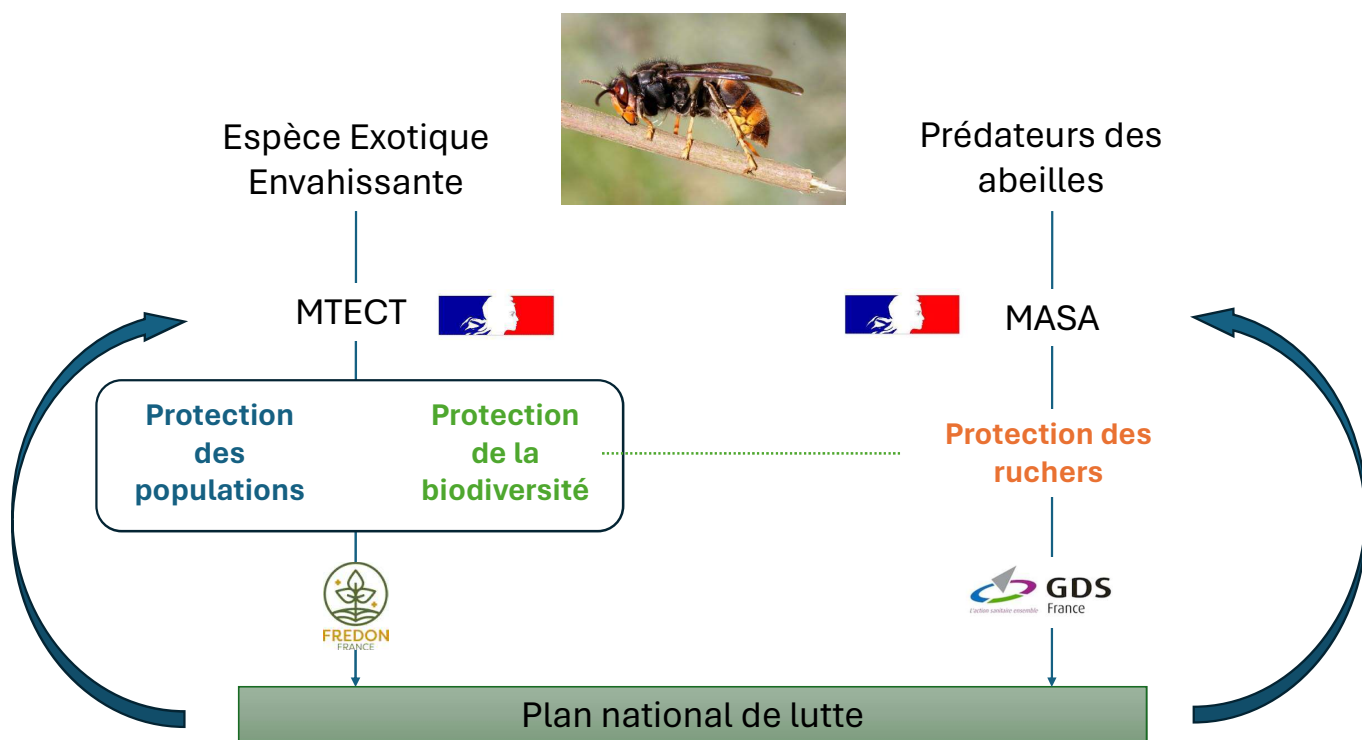 Espèce Exotique
Envahissante
Prédateurs des
abeilles
MTECT
MASA
Protection
des
populations
Protection
de la
biodiversité
Protection des
ruchers
FREDON
FRANCE
GDS
France
L'action sanitaire ensemble
Plan national de lutte